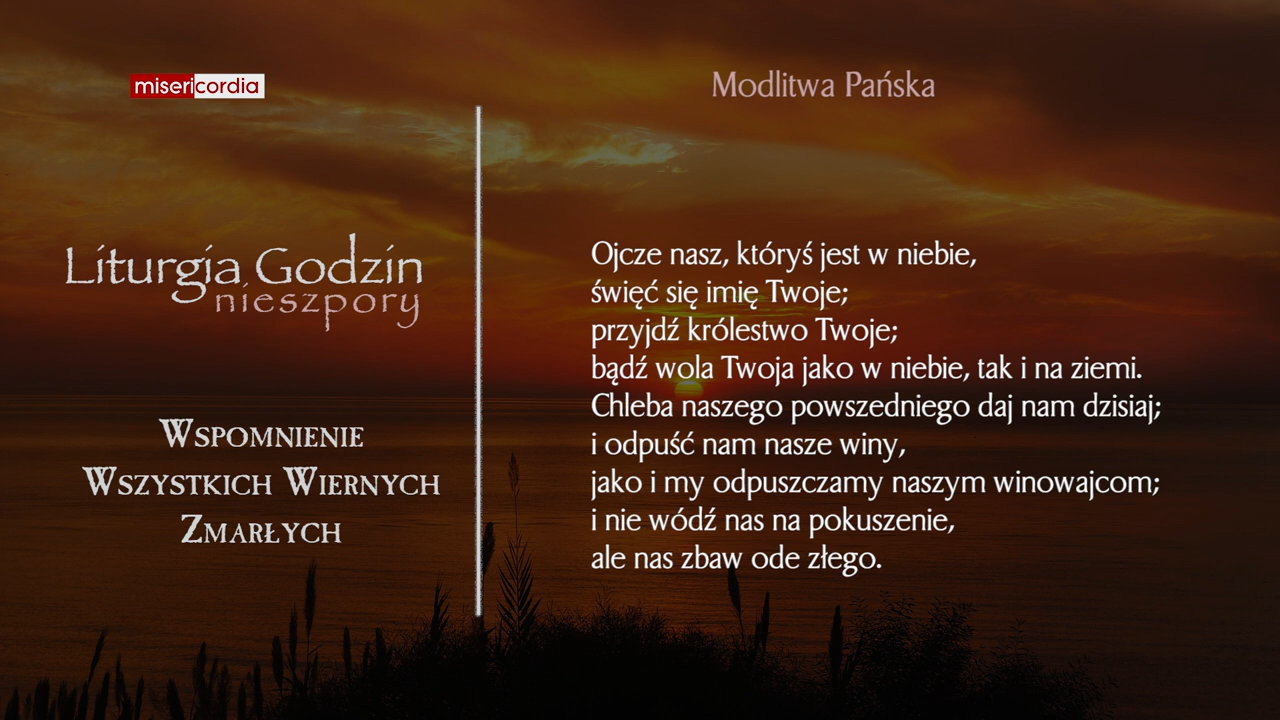 misericordia
Liturgia Godzin
nieszpory
Wspomnienie
Wszystkich Wiernych
Zmarłych
Modlitwa Pańska
Ojcze nasz, któryś jest w niebie,
święć się imię Twoje;
przyjdź królestwo Twoje;
bądź wola Twoja jako w niebie, tak i na ziemi.
Chleba naszego powszedniego daj nam dzisiaj;
i odpuść nam nasze winy,
jako i my odpuszczamy naszym winowajcom;
i nie wódź nas na pokuszenie,
ale nas zbaw ode złego.